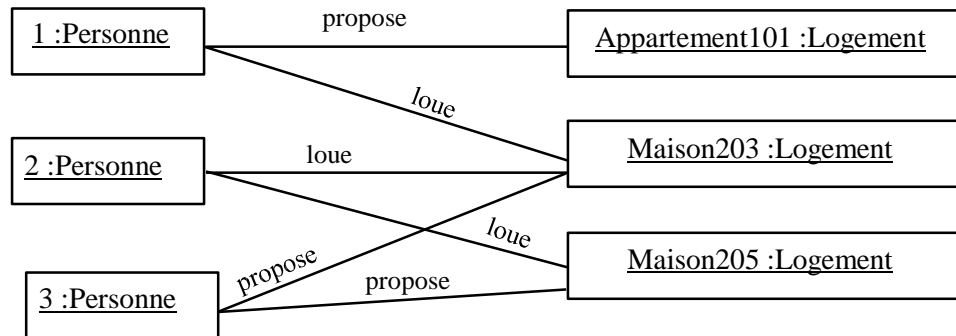 propose
1 :Personne
Appartement101 :Logement
loue
loue
2 :Personne
Maison203 :Logement
loue
propose
Maison205 :Logement
propose
3 :Personne